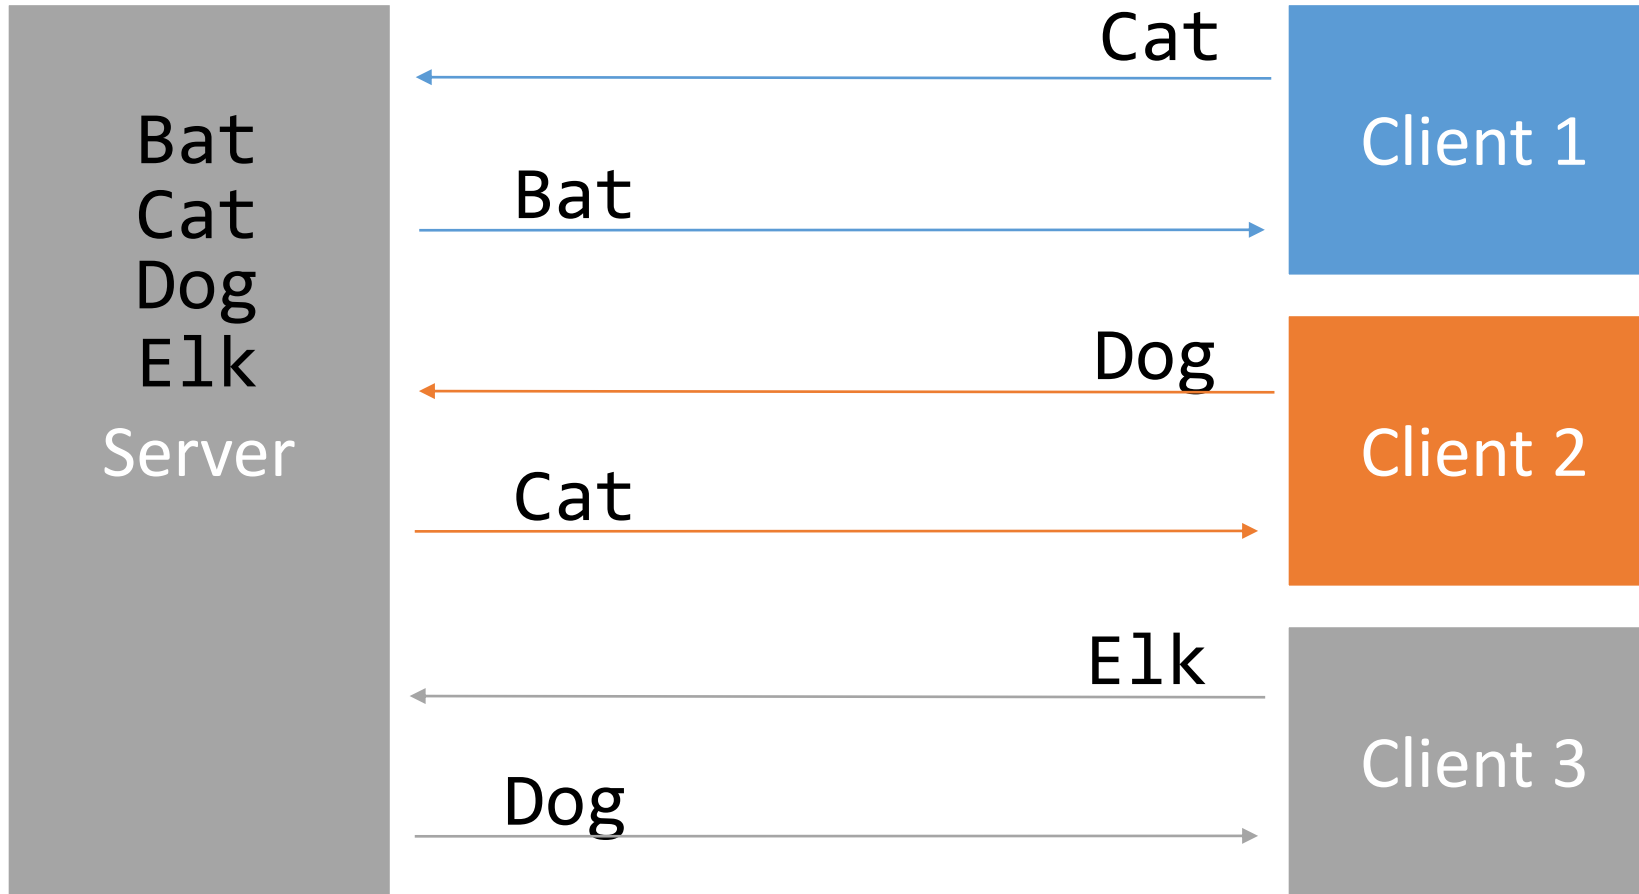 Bat
Cat
Dog
Elk
Server
Cat
Bat
Client 1
Dog
Cat
Client 2
Elk
Dog
Client 3